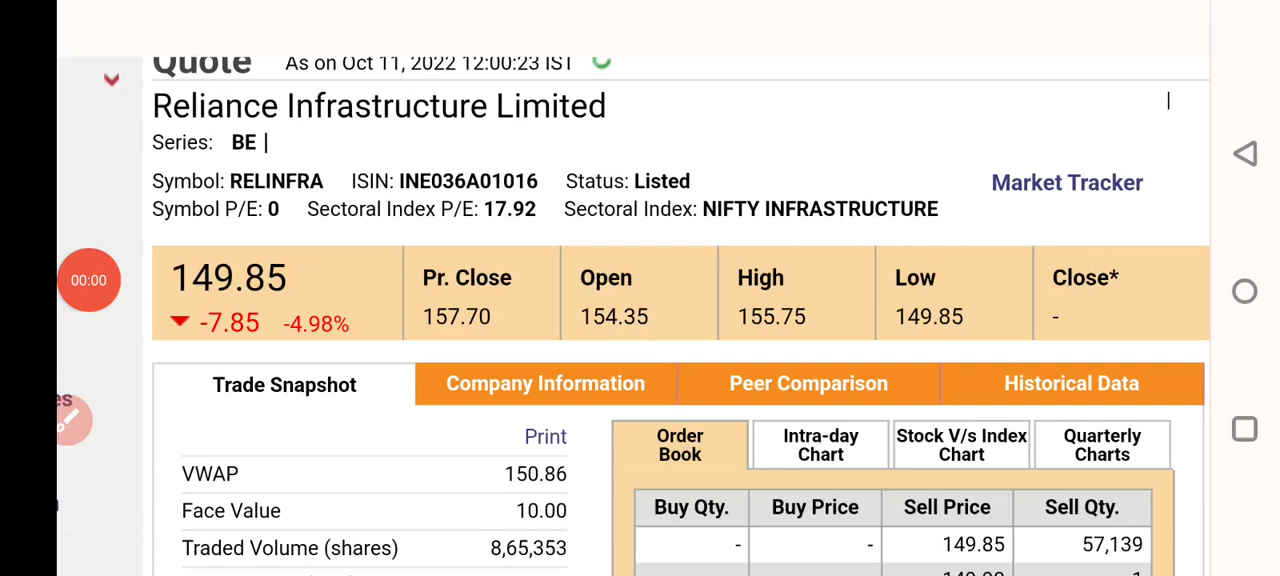 Quote As on Oct 11, 2022 12:00:23 IST
Reliance Infrastructure Limited
Series: BE |
Symbol: RELINFRA ISIN: INE036A01016 Status: Listed
Market Tracker
Symbol P/E: 0 Sectoral Index P/E: 17.92 Sectoral Index: NIFTY INFRASTRUCTURE
00:00
149.85 Pr. Close Open High Low Close*
-7.85 -4.98% 157.70 154.35 155.75 149.85 -
Trade Snapshot Company Information Peer Comparison Historical Data
es
Print
Order Book Intra-day Chart Stock V/s Index Chart Quarterly Charts
VWAP 150.86
Face Value 10.00
Traded Volume (shares) 8,65,353
Buy Qty. Buy Price Sell Price Sell Qty.
- - 149.85 57,139